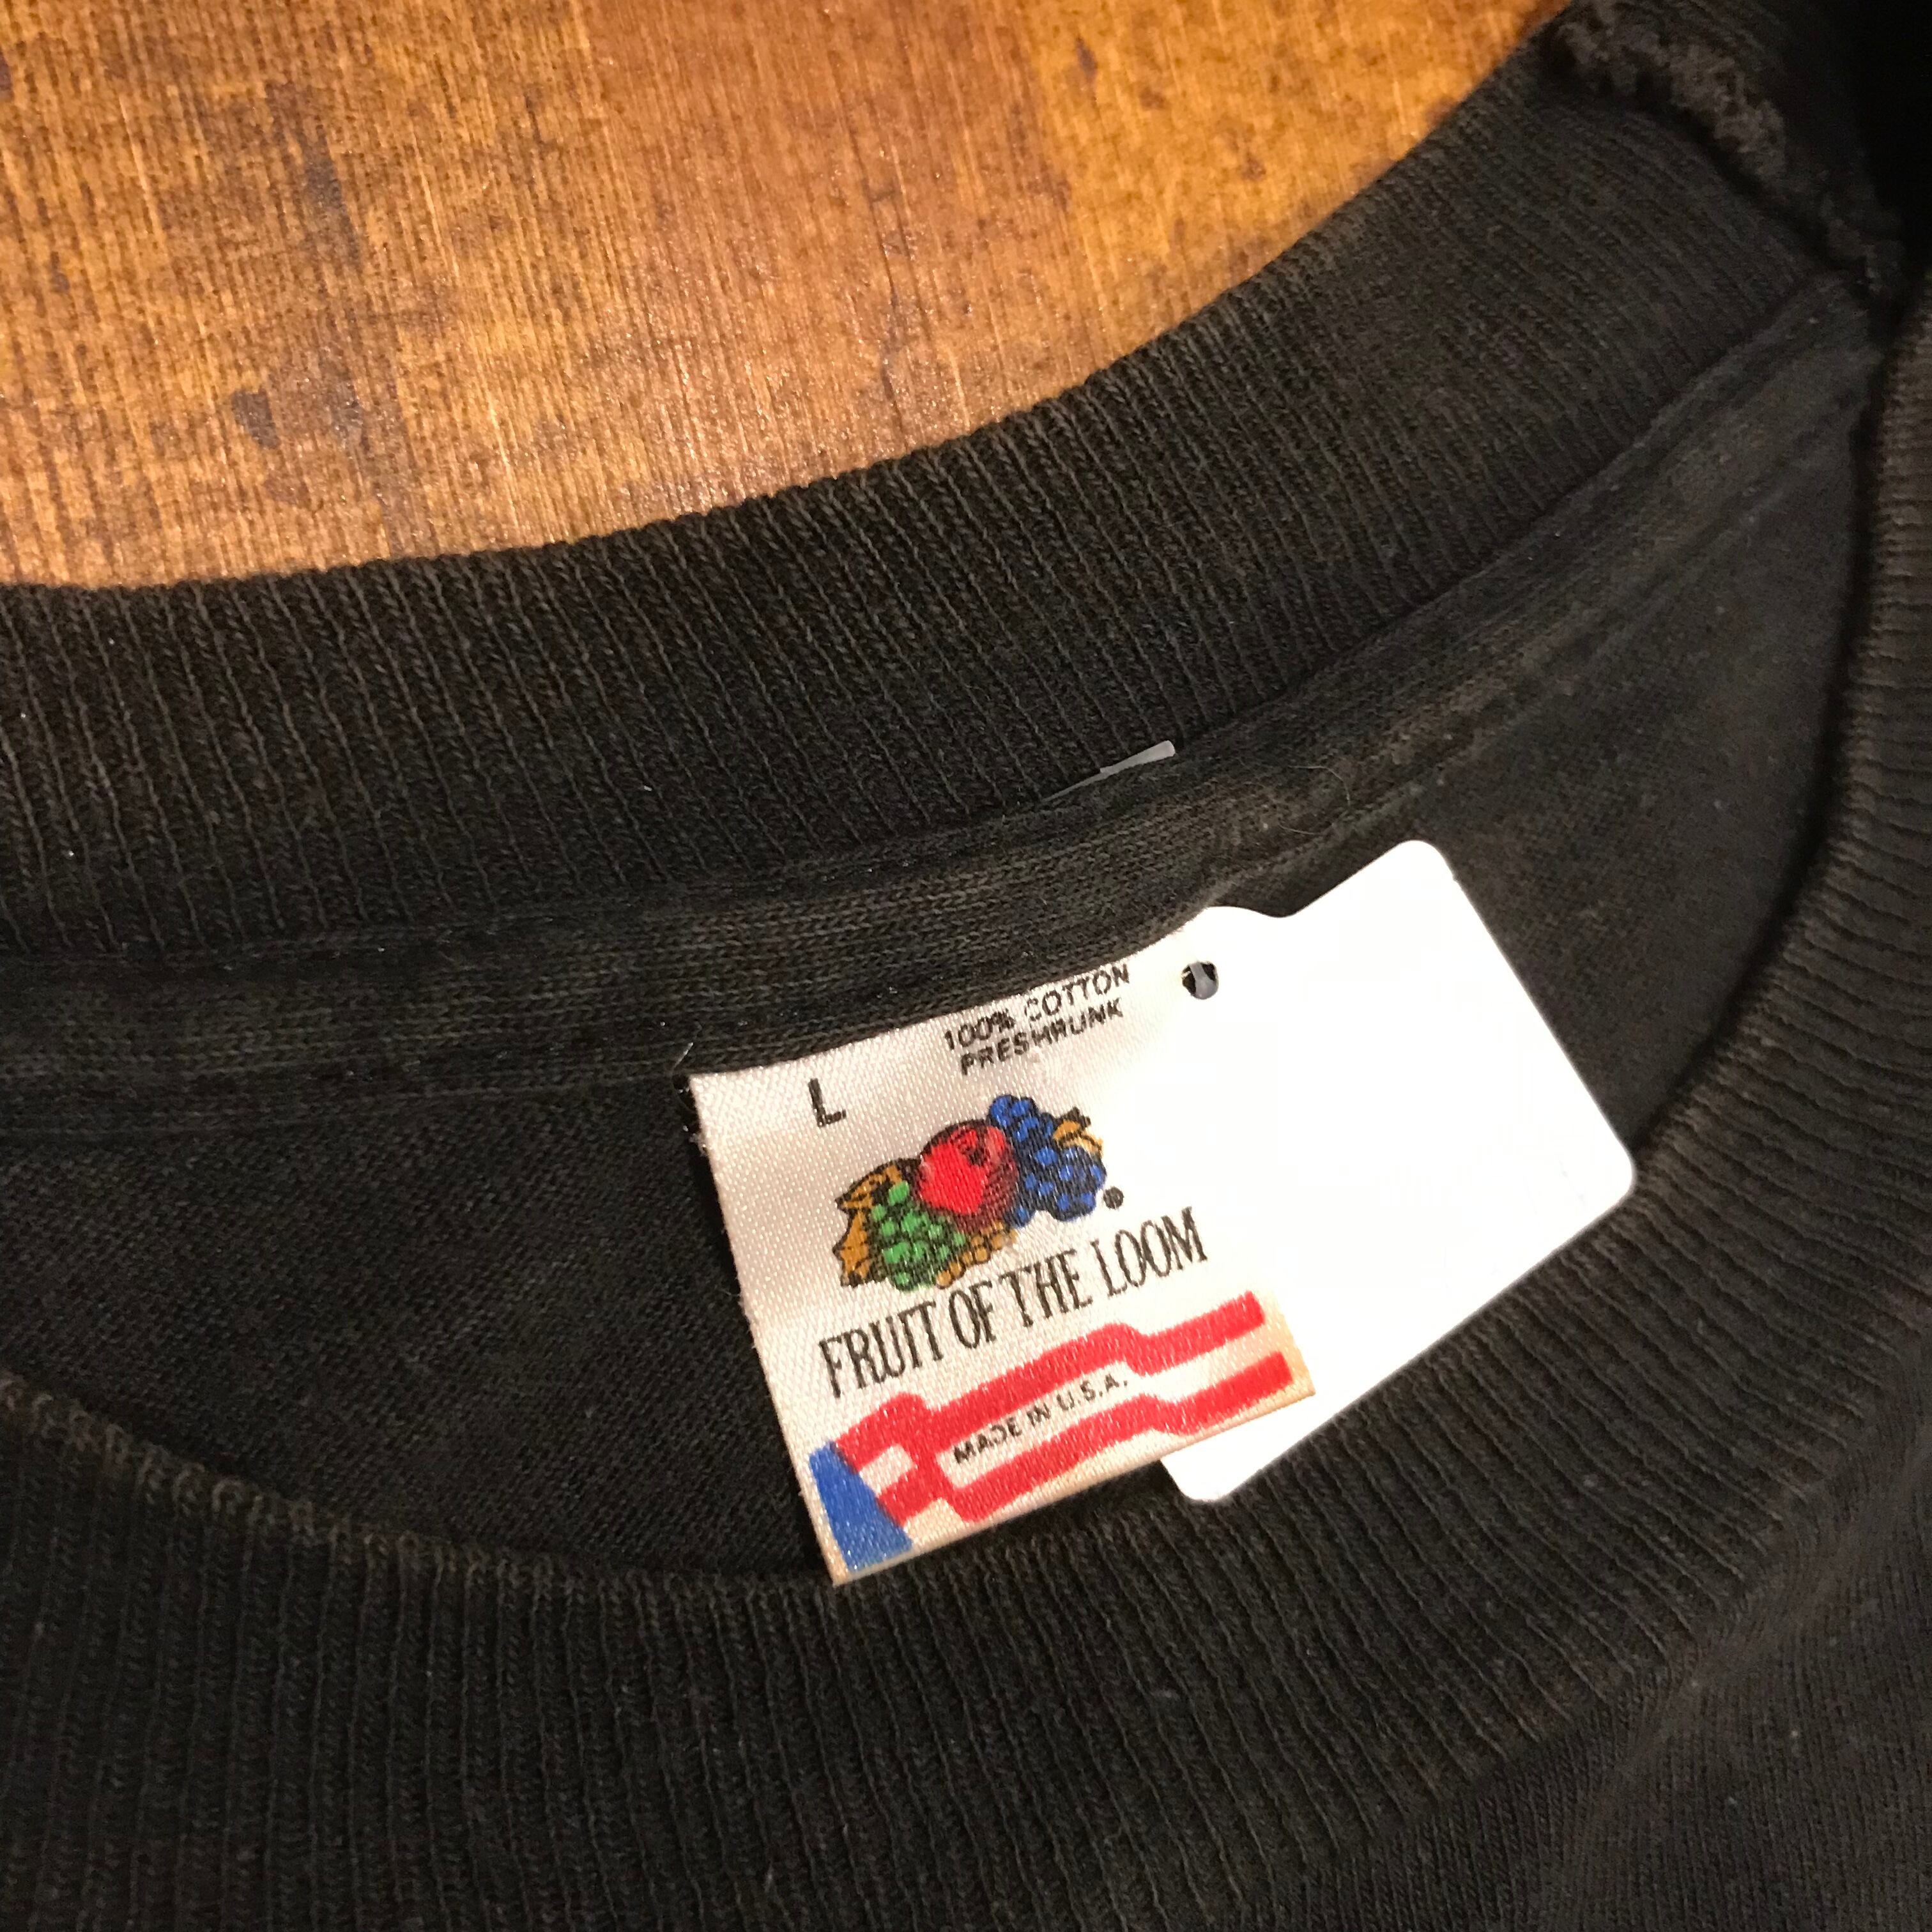 100% COTTON
PRESHRUNK
L
FRUIT OF THE LOOM
MADE IN U.S.A.